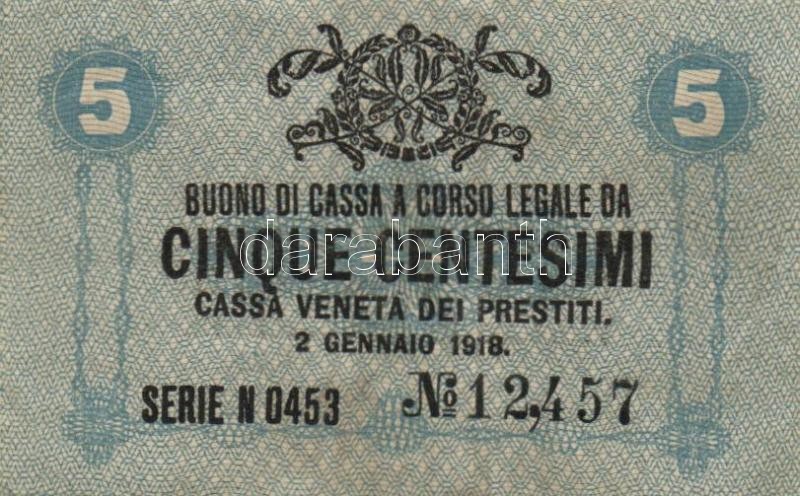 5 5
BUONO DI CASSA A CORSO LEGALE DA
CINQUE CENTESIMI
darabanth
CASSA VENETA DEI PRESTITI.
2 GENNAIO 1918.
SERIE N 0453 No 12,457